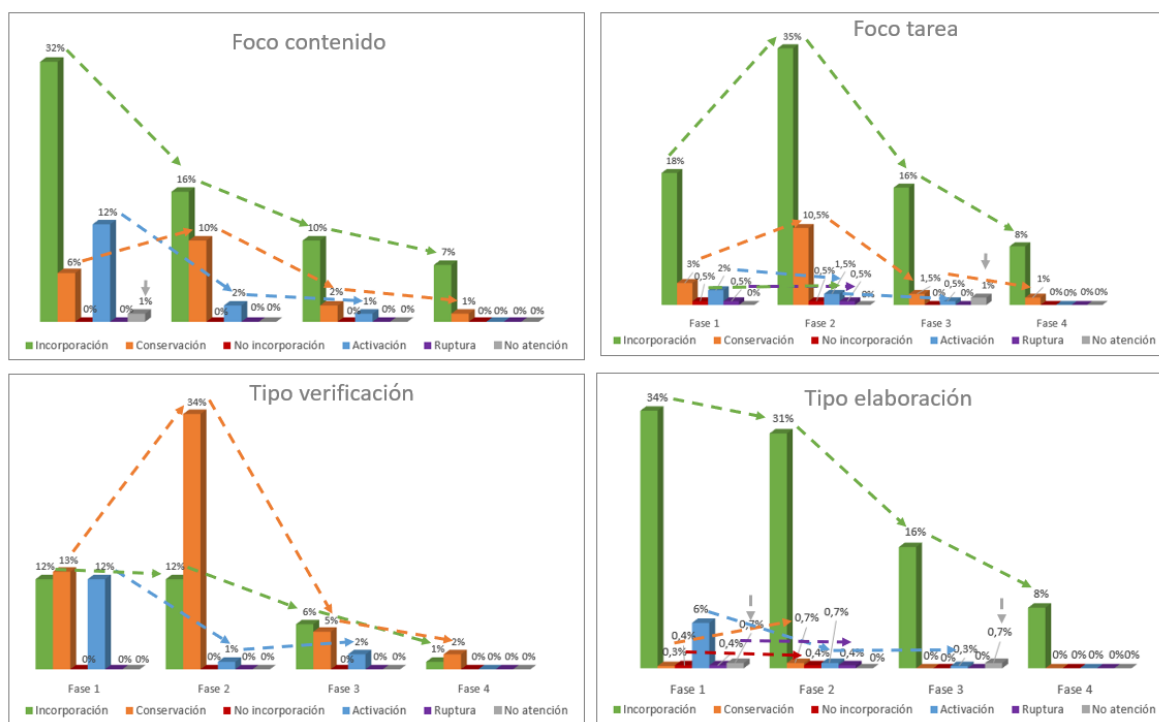 Foco contenido
32% 6% 0% 12% 0% 1%
16% 10% 0% 2% 0% 0%
10% 2% 0% 1% 0% 0%
7% 1% 0% 0% 0% 0%
Incorporación Conservación No incorporación Activación Ruptura No atención
Foco tarea
18% 3% 0,5% 2% 0,5% 0%
35% 10,5% 0,5% 1,5% 0,5% 0%
16% 1,5% 0% 0,5% 0% 1%
8% 1% 0% 0% 0% 0%
Fase 1 Fase 2 Fase 3 Fase 4
Incorporación Conservación No incorporación Activación Ruptura No atención
Tipo verificación
12% 13% 0% 12% 0% 0%
12% 34% 0% 1% 0% 0%
6% 5% 0% 2% 0% 0%
1% 2% 0% 0% 0% 0%
Fase 1 Fase 2 Fase 3 Fase 4
Incorporación Conservación No incorporación Activación Ruptura No atención
Tipo elaboración
34% 0,4% 0,3% 6% 0,4% 0,7%
31% 0,7% 0,4% 0,7% 0,4% 0%
16% 0% 0% 0,3% 0% 0,7%
8% 0% 0% 0% 0% 0%
Fase 1 Fase 2 Fase 3 Fase 4
Incorporación Conservación No incorporación Activación Ruptura No atención